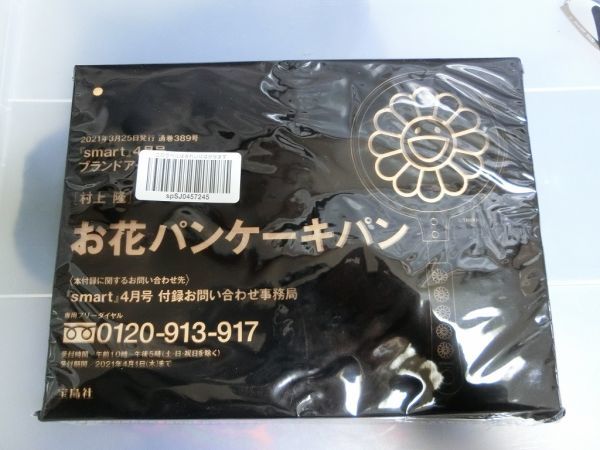 2021年3月25日発行 通巻389号
『smart』4月号
ブランドア
spSJ0457245
[村上 隆]
お花パンケーキパン
〈本付録に関するお問い合わせ先〉
『smart』4月号 付録お問い合わせ事務局
専用フリーダイヤル
0120-913-917
受付時間:午前10時~午後5時(土・日・祝日を除く)
受付期間:2021年4月1日(木)まで
宝島社